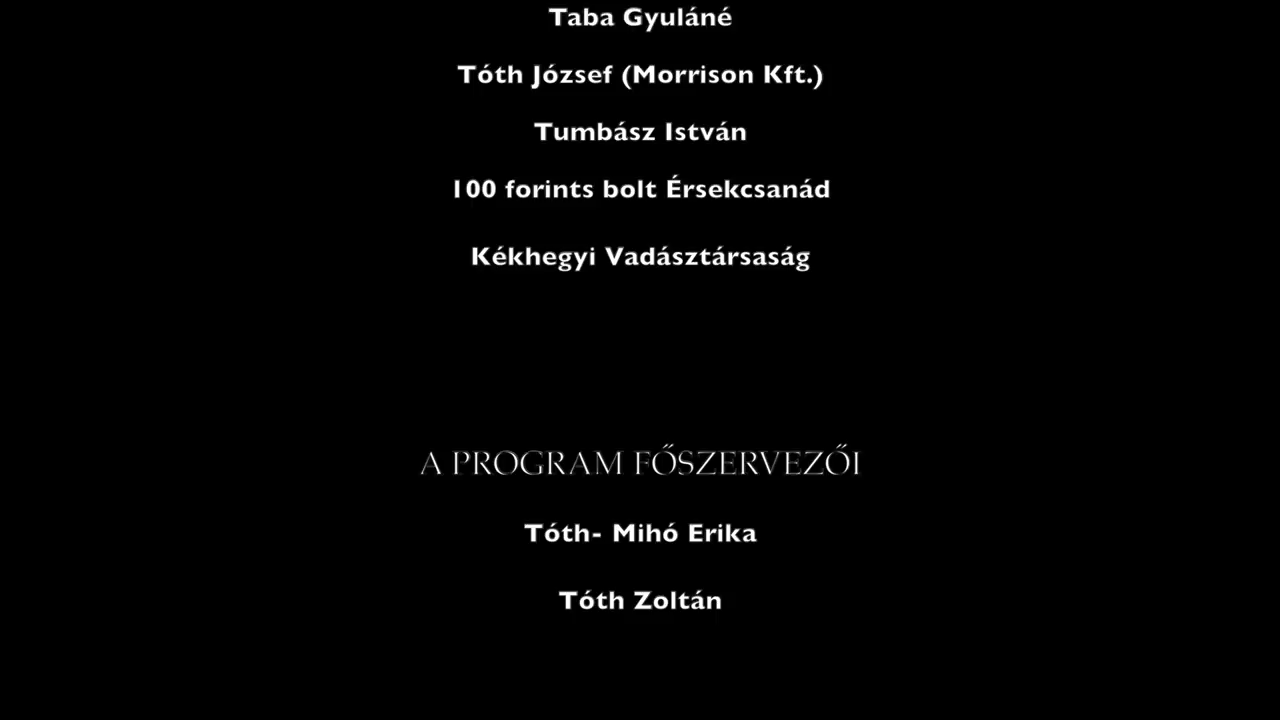 Taba Gyuláné
Tóth József (Morrison Kft.)
Tumbász István
100 forints bolt Érsekcsanád
Kékhegyi Vadásztársaság
A PROGRAM FŐSZERVEZŐI
Tóth- Mihó Erika
Tóth Zoltán